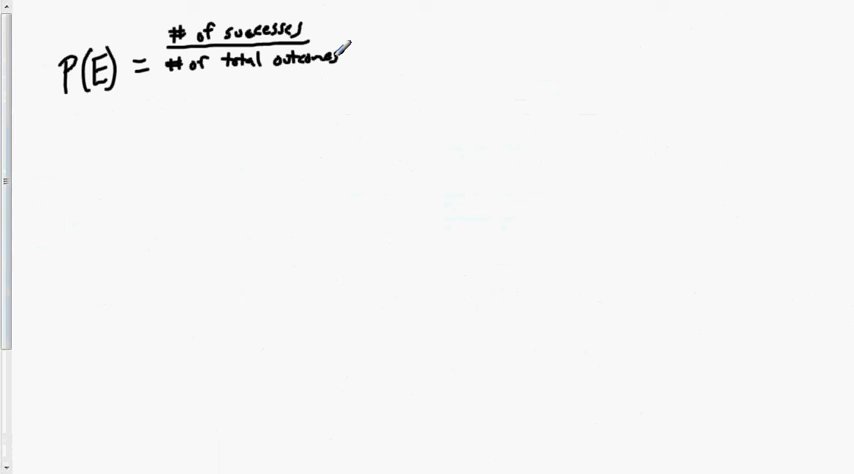 # of successes
P(E) =
# of total outcomes